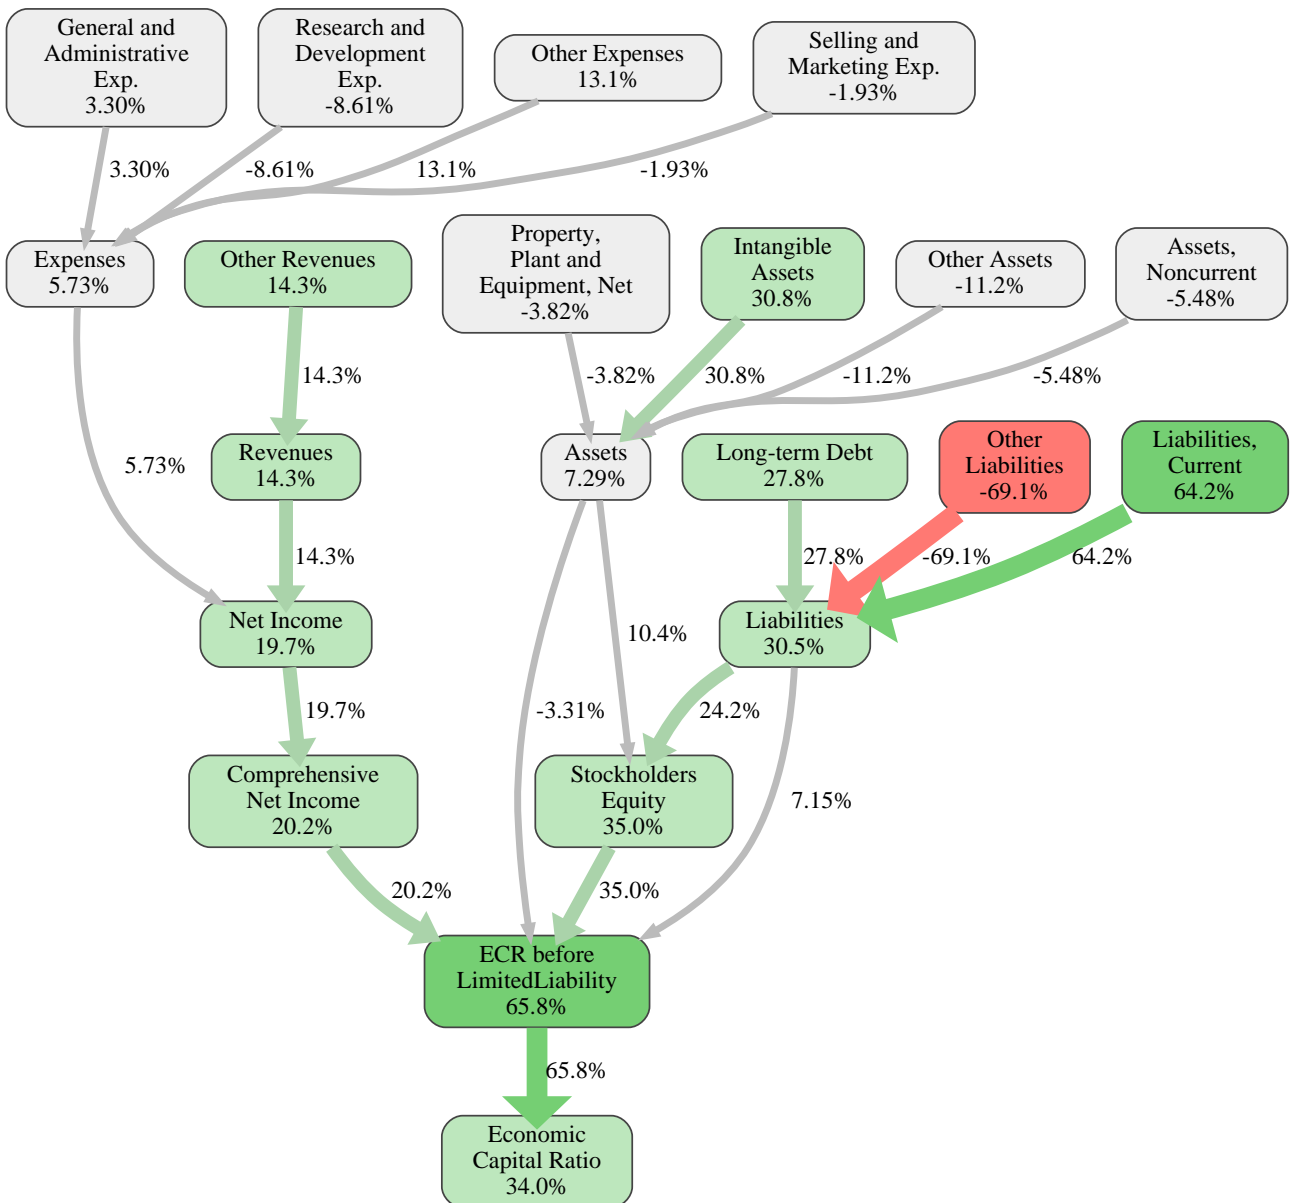 General and
Administrative
Exp.
3.30%
Research and
Development
Exp.
-8.61%
Other Expenses
13.1%
Selling and
Marketing Exp.
-1.93%
3.30%
-8.61%
13.1%
-1.93%
Expenses
5.73%
Other Revenues
14.3%
Property,
Plant and
Equipment, Net
-3.82%
Intangible
Assets
30.8%
Other Assets
-11.2%
Assets,
Noncurrent
-5.48%
14.3%
-3.82%
30.8%
-11.2%
-5.48%
5.73%
Revenues
14.3%
Assets
7.29%
Long-term Debt
27.8%
Other
Liabilities
-69.1%
Liabilities,
Current
64.2%
14.3%
27.8%
-69.1%
64.2%
Net Income
19.7%
10.4%
Liabilities
30.5%
19.7%
-3.31%
24.2%
7.15%
Comprehensive
Net Income
20.2%
Stockholders
Equity
35.0%
20.2%
35.0%
ECR before
LimitedLiability
65.8%
65.8%
Economic
Capital Ratio
34.0%